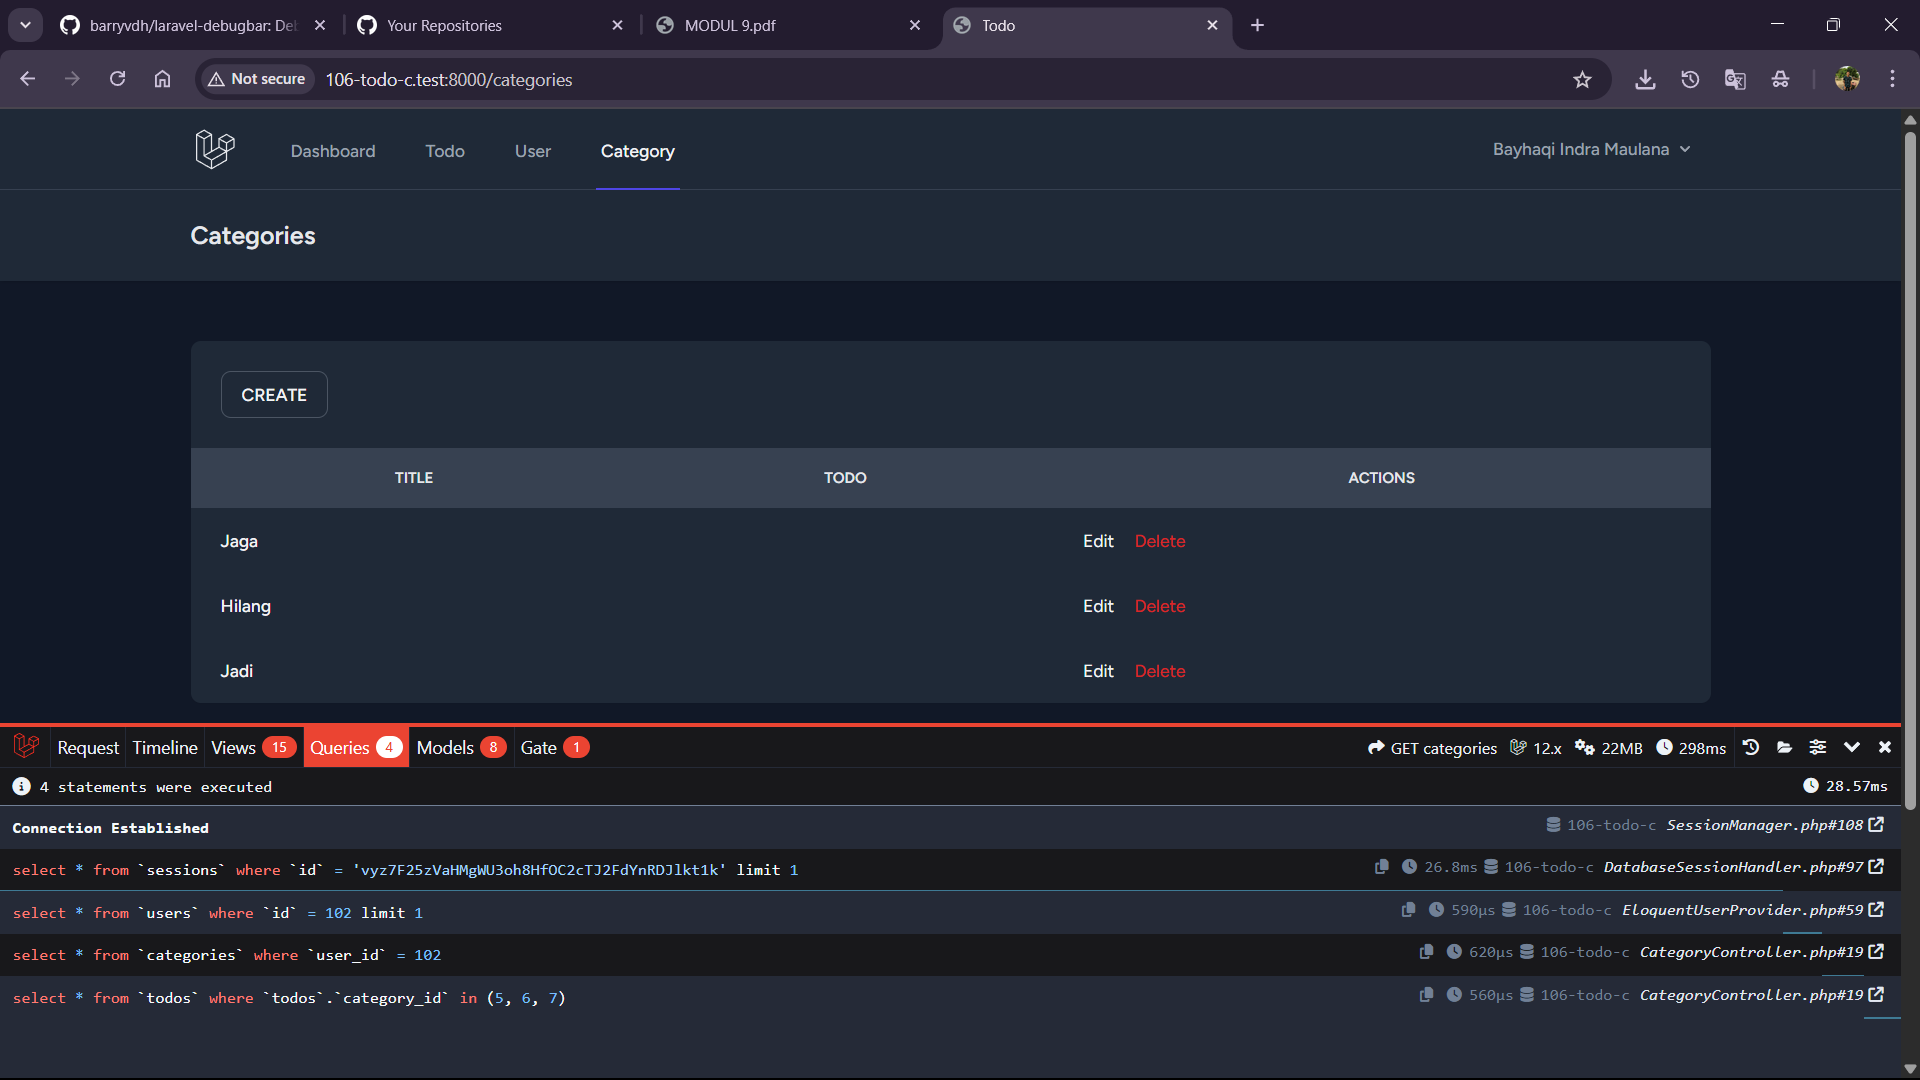 barryvdh/laravel-debugbar: Deb
Your Repositories
MODUL 9.pdf
Todo
Not secure
106-todo-c.test:8000/categories
Dashboard
Todo
User
Category
Bayhaqi Indra Maulana
Categories
CREATE
TITLE
TODO
ACTIONS
Jaga
Edit
Delete
Hilang
Edit
Delete
Jadi
Edit
Delete
Request
Timeline
Views 15
Queries 4
Models 8
Gate 1
GET categories
12.x
22MB
298ms
4 statements were executed
28.57ms
Connection Established
106-todo-c SessionManager.php#108
select * from `sessions` where `id` = 'vyz7F25zVaHMgWU3oh8HfOC2cTJ2FdYnRDJlkt1k' limit 1
26.8ms 106-todo-c DatabaseSessionHandler.php#97
select * from `users` where `id` = 102 limit 1
590μs 106-todo-c EloquentUserProvider.php#59
select * from `categories` where `user_id` = 102
620μs 106-todo-c CategoryController.php#19
select * from `todos` where `todos`.`category_id` in (5, 6, 7)
560μs 106-todo-c CategoryController.php#19